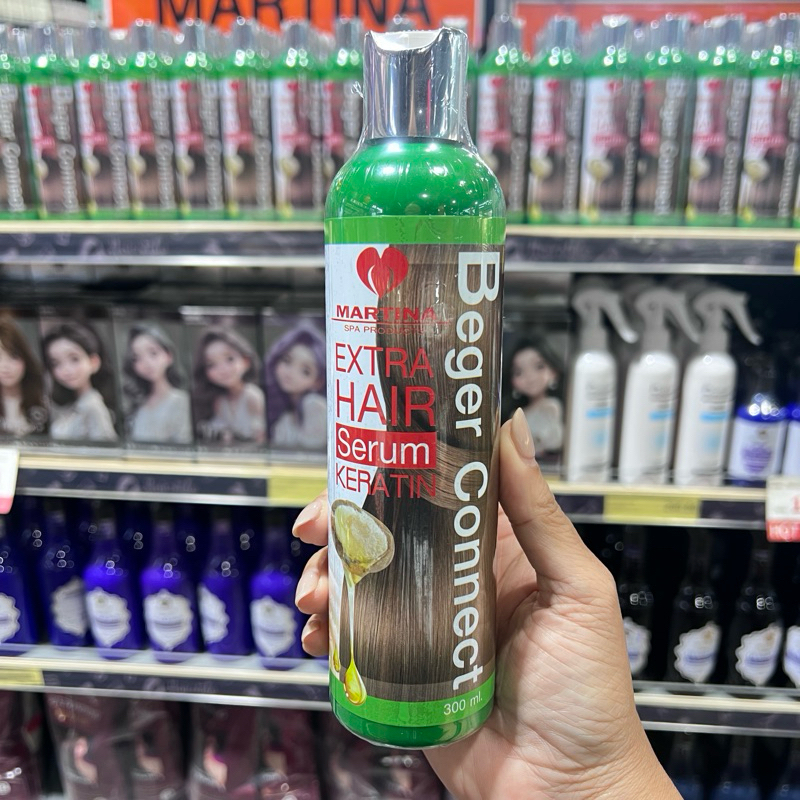 MARTINA
MARTINA
SPA PRODUCTS
EXTRA
HAIR
Serum
KERATIN
Beger Connect
300 ml.